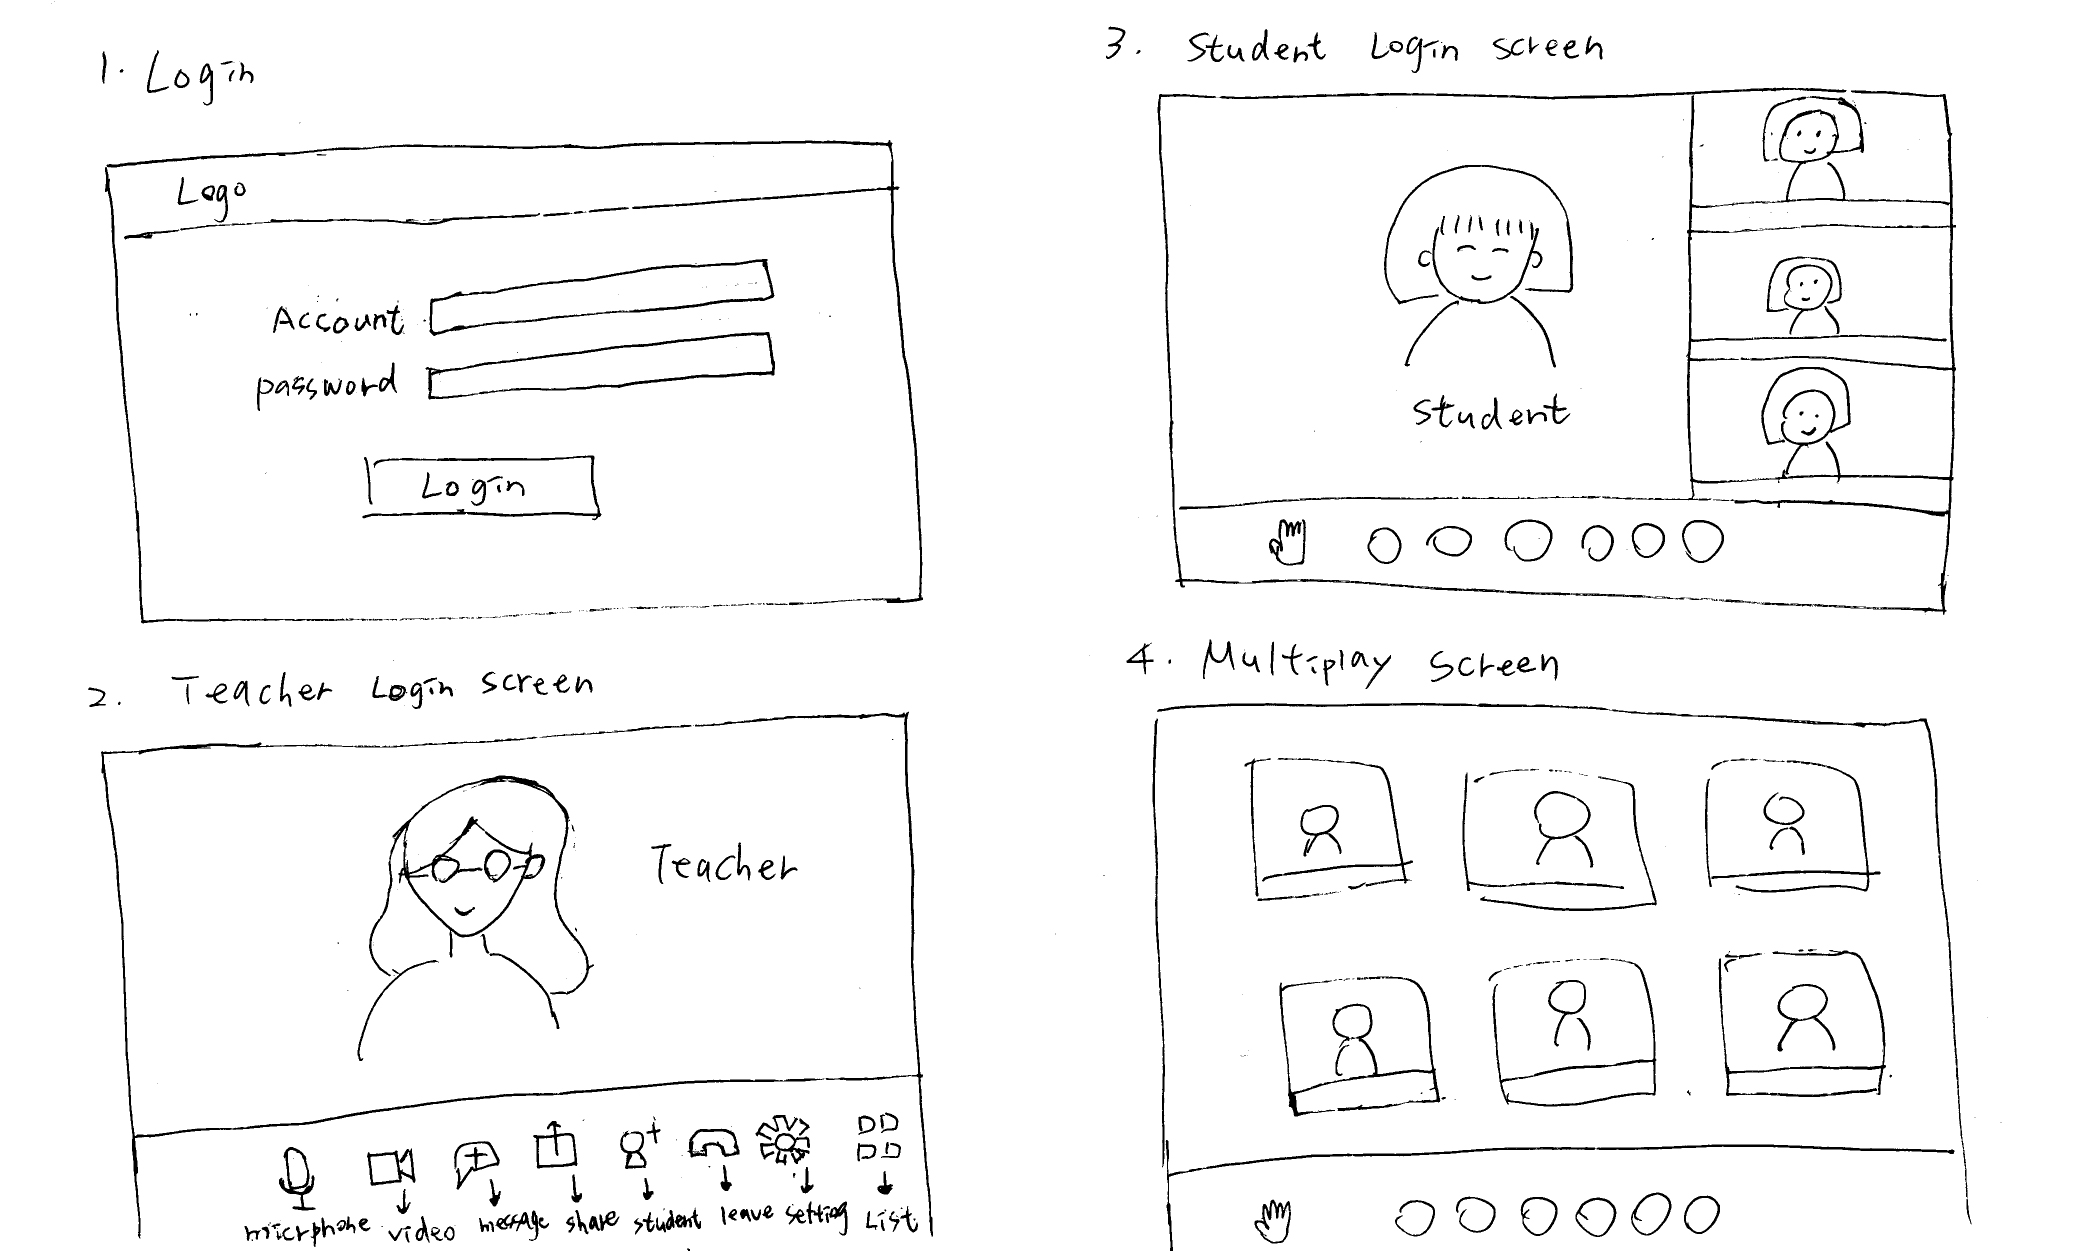 1. Login
Logo
Account
password
Login
2. Teacher Login screen
Teacher
micrphone video message share student leave setting List
3. Student Login screen
Student
4. Multiplay screen